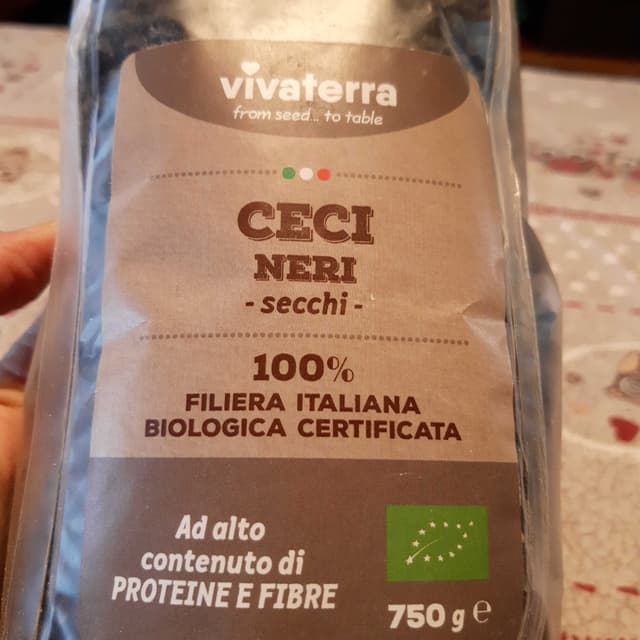 vivaterra
from seed... to table
CECI
NERI
- secchi -
100%
FILIERA ITALIANA
BIOLOGICA CERTIFICATA
Ad alto
contenuto di
PROTEINE E FIBRE
750 g e